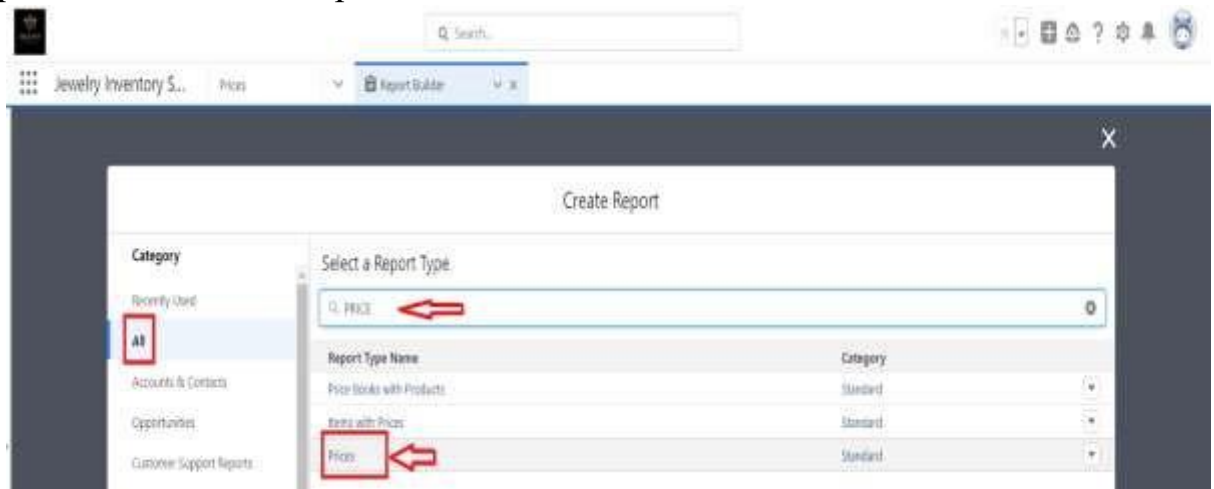 Search...
Jewelry Inventory S...
Prices
Report Builder
X
Create Report
Category
Select a Report Type
Recently Used
PRICE
All
Report Type Name
Category
Accounts & Contacts
Price Books with Products
Standard
Opportunities
Items with Prices
Standard
Customer Support Reports
Prices
Standard